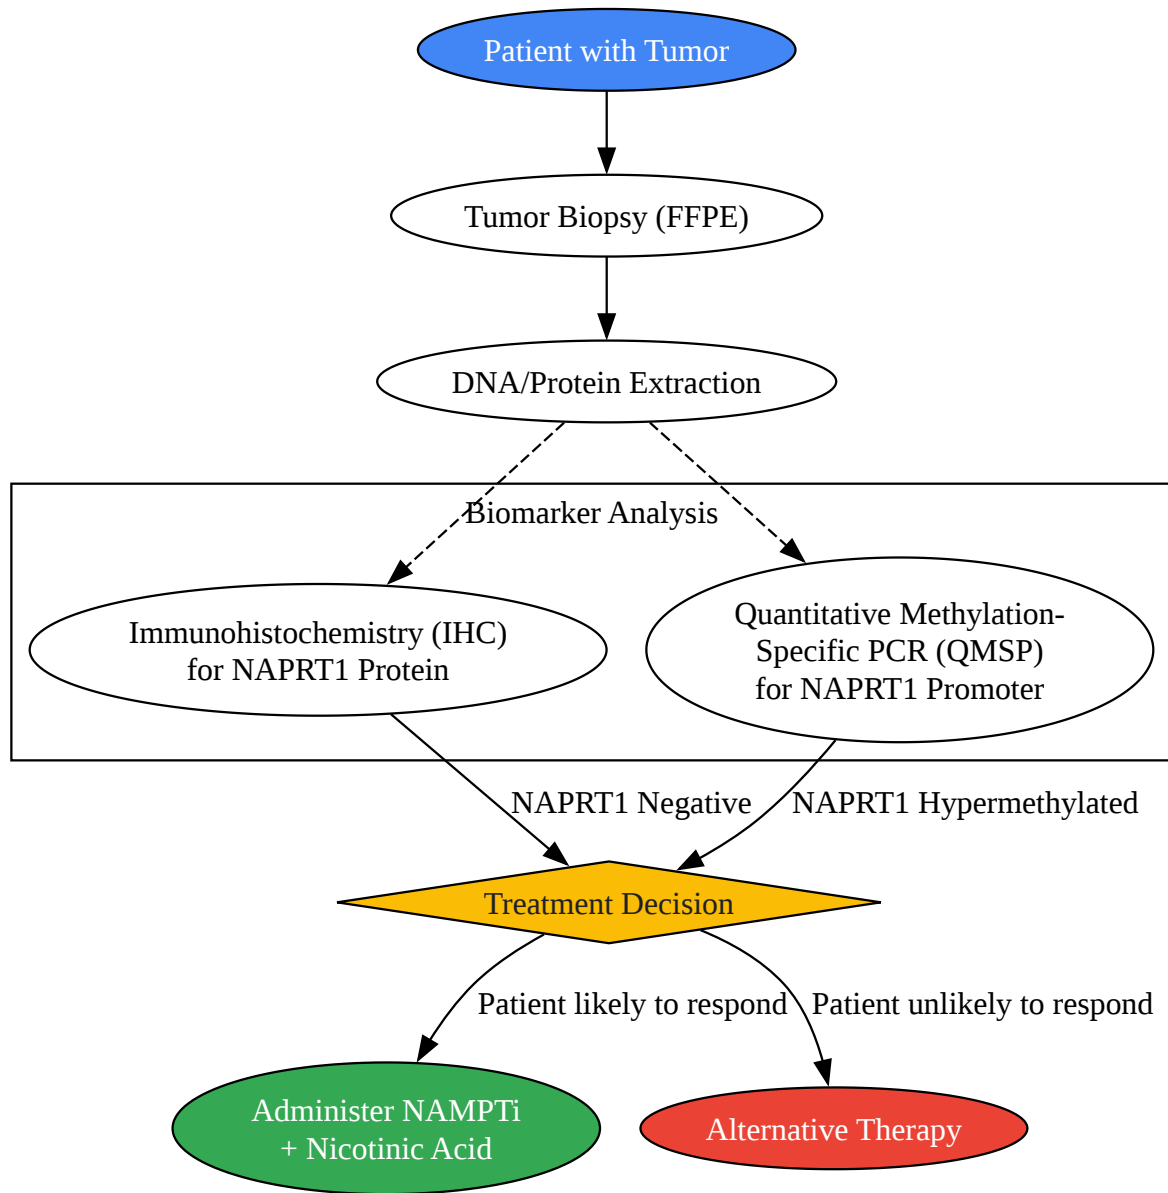 Patient with Tumor
Tumor Biopsy (FFPE)
DNA/Protein Extraction
Biomarker Analysis
Immunohistochemistry (IHC)
for NAPRT1 Protein
Quantitative Methylation-
Specific PCR (QMSP)
for NAPRT1 Promoter
NAPRT1 Negative
NAPRT1 Hypermethylated
Treatment Decision
Patient likely to respond
Patient unlikely to respond
Administer NAMPTi
+ Nicotinic Acid
Alternative Therapy